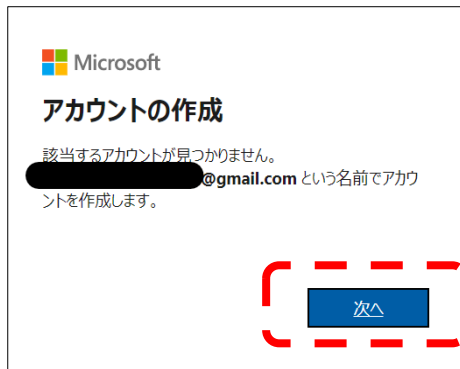 Microsoft
アカウントの作成
該当するアカウントが見つかりません。
@gmail.com という名前でアカウ
ントを作成します。
次へ